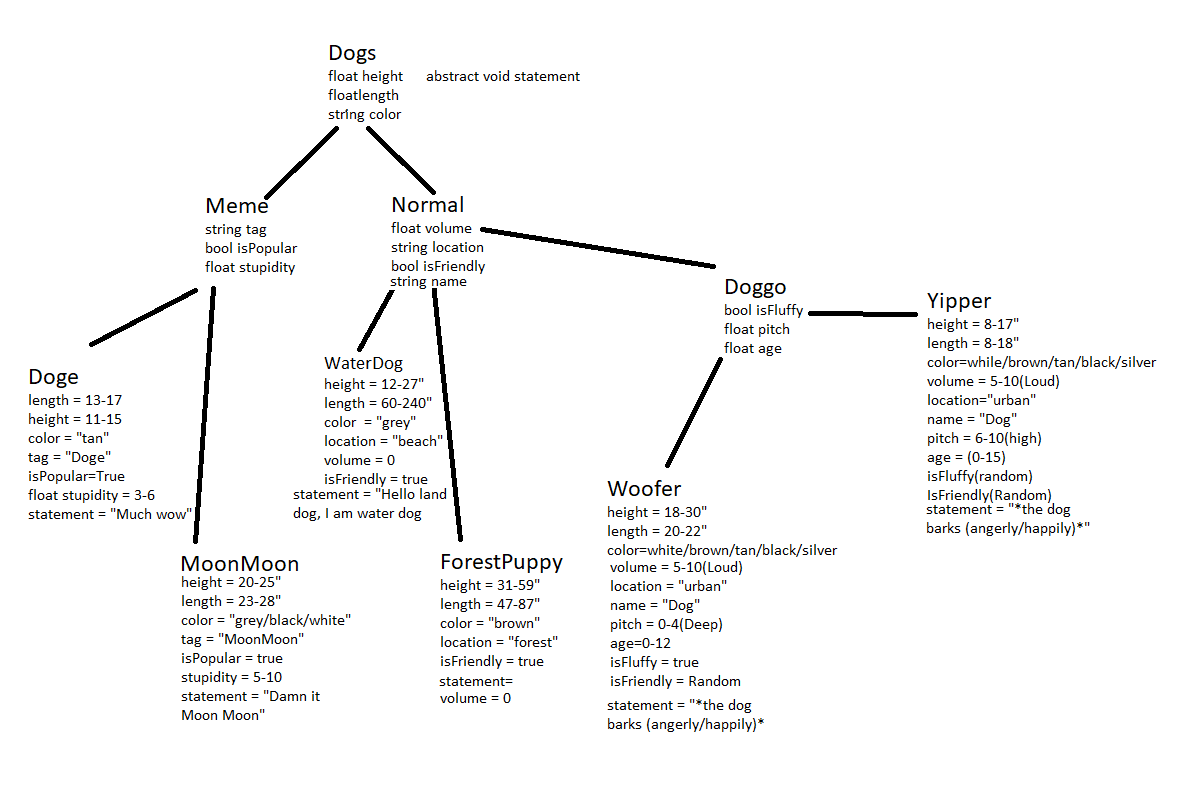 Dogs
float height abstract void statement
floatlength
string color
Meme
string tag
bool isPopular
float stupidity
Normal
float volume
string location
bool isFriendly
string name
Doggo
bool isFluffy
float pitch
float age
Yipper
height = 8-17"
length = 8-18"
color=while/brown/tan/black/silver
volume = 5-10(Loud)
location="urban"
name = "Dog"
pitch = 6-10(high)
age = (0-15)
isFluffy(random)
IsFriendly(Random)
statement = "*the dog
barks (angerly/happily)*"
Doge
length = 13-17
height = 11-15
color = "tan"
tag = "Doge"
isPopular=True
float stupidity = 3-6
statement = "Much wow"
WaterDog
height = 12-27"
length = 60-240"
color = "grey"
location = "beach"
volume = 0
isFriendly = true
statement = "Hello land
dog, I am water dog
Woofer
height = 18-30"
length = 20-22"
color=white/brown/tan/black/silver
volume = 5-10(Loud)
location = "urban"
name = "Dog"
pitch = 0-4(Deep)
age=0-12
isFluffy = true
isFriendly = Random
statement = "*the dog
barks (angerly/happily)*
MoonMoon
height = 20-25"
length = 23-28"
color = "grey/black/white"
tag = "MoonMoon"
isPopular = true
stupidity = 5-10
statement = "Damn it
Moon Moon"
ForestPuppy
height = 31-59"
length = 47-87"
color = "brown"
location = "forest"
isFriendly = true
statement=
volume = 0